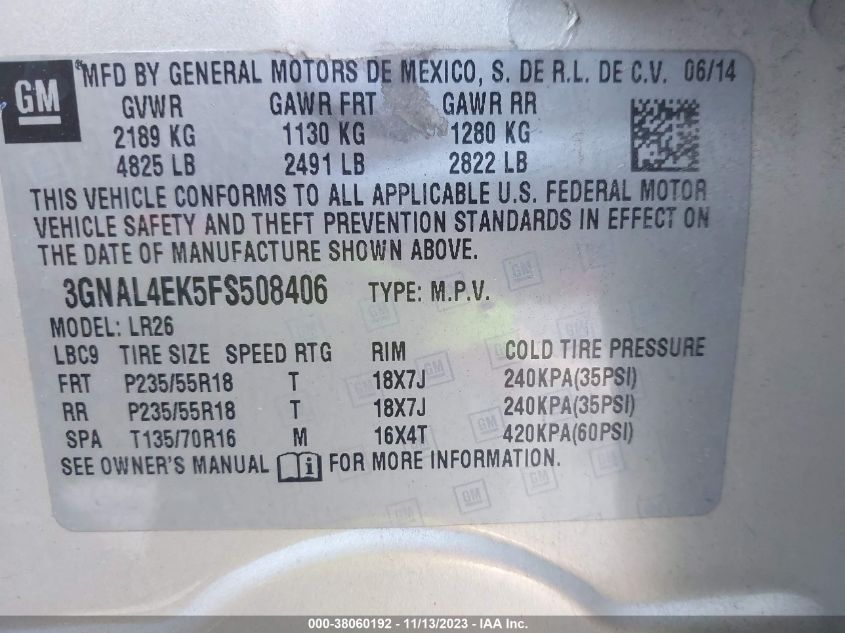 GM
MFD BY GENERAL MOTORS DE MEXICO, S. DE R.L. DE C.V. 06/14
GVWR GAWR FRT GAWR RR
2189 KG 1130 KG 1280 KG
4825 LB 2491 LB 2822 LB
THIS VEHICLE CONFORMS TO ALL APPLICABLE U.S. FEDERAL MOTOR
VEHICLE SAFETY AND THEFT PREVENTION STANDARDS IN EFFECT ON
THE DATE OF MANUFACTURE SHOWN ABOVE.
3GNAL4EK5FS508406 TYPE: M.P.V.
MODEL: LR26
LBC9 TIRE SIZE SPEED RTG RIM COLD TIRE PRESSURE
FRT P235/55R18 T 18X7J 240KPA(35PSI)
RR P235/55R18 T 18X7J 240KPA(35PSI)
SPA T135/70R16 M 16X4T 420KPA(60PSI)
SEE OWNER'S MANUAL FOR MORE INFORMATION.
000-38060192 - 11/13/2023 - IAA Inc.